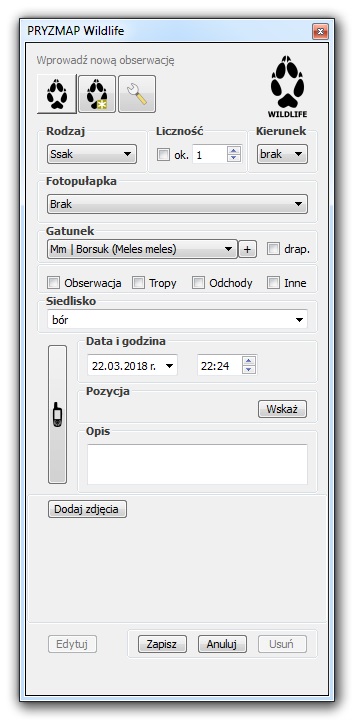 PRYZMAP Wildlife
Wprowadź nową obserwację
WILDLIFE
Rodzaj
Liczność
Kierunek
Ssak
ok. 1
brak
Fotopułapka
Brak
Gatunek
Mm | Borsuk (Meles meles)
+
drap.
Obserwacja
Tropy
Odchody
Inne
Siedlisko
bór
Data i godzina
22.03.2018 r.
22:24
Pozycja
Wskaż
Opis
Dodaj zdjęcia
Edytuj
Zapisz
Anuluj
Usuń